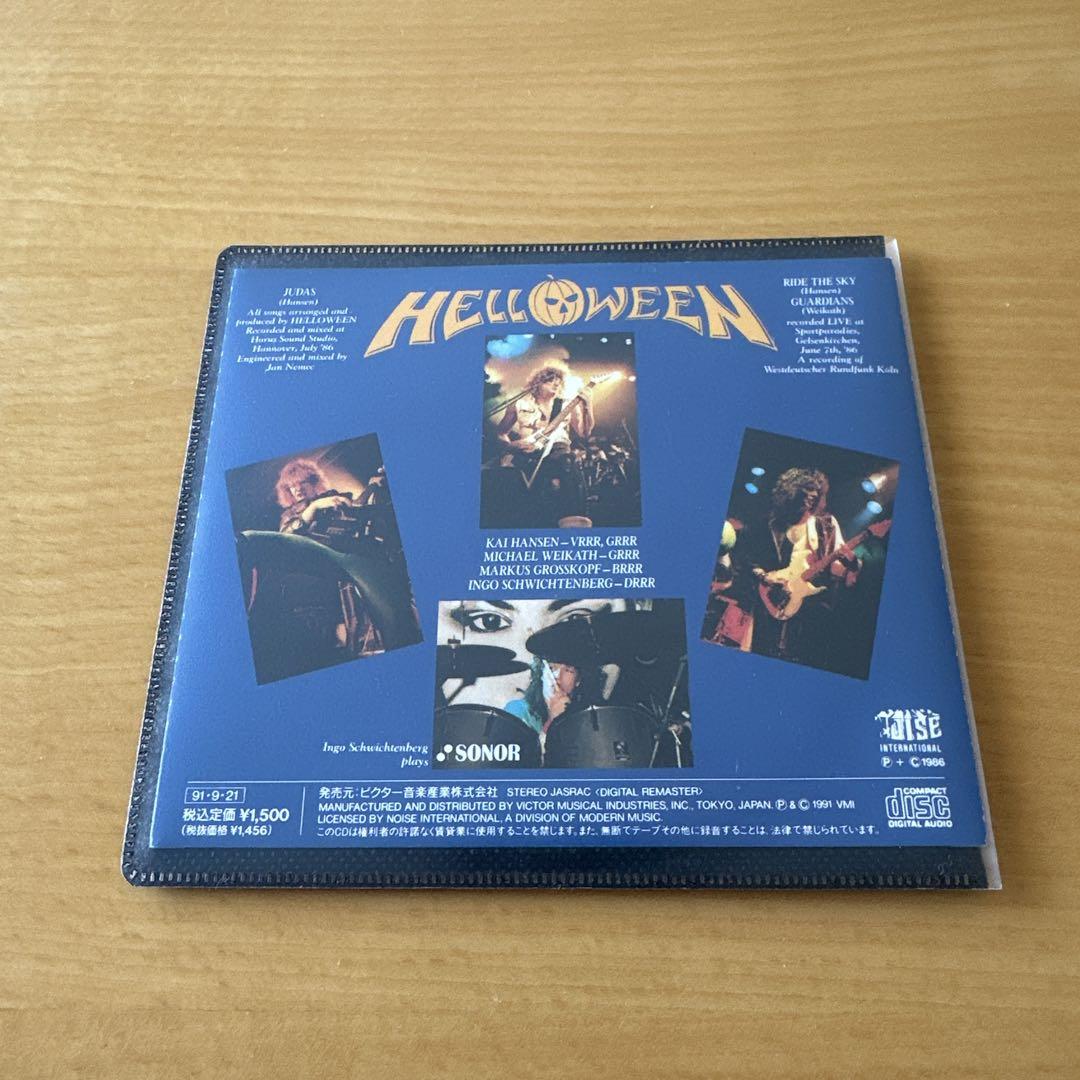 JUDAS
(Hansen)
All songs arranged and
produced by HELLOWEEN
Recorded and mixed at
Horus Sound Studio,
Hannover, July '86
Engineered and mixed by
Jan Nemec
HELLOWEEN
RIDE THE SKY
(Hansen)
GUARDIANS
(Weikath)
recorded LIVE at
Sportparadies,
Gelsenkirchen,
June 7th, '86
A recording of
Westdeutscher Rundfunk Köln
KAI HANSEN–VRRR, GRRR
MICHAEL WEIKATH–GRRR
MARKUS GROSSKOPF–BRRR
INGO SCHWICHTENBERG–DRRR
Ingo Schwichtenberg
plays
SONOR
NOISE
INTERNATIONAL
Ⓟ + Ⓒ 1986
91・9・21
税込定価 ¥1,500
(税抜価格 ¥1,456)
発売元:ビクター音楽産業株式会社 STEREO JASRAC <DIGITAL REMASTER>
MANUFACTURED AND DISTRIBUTED BY VICTOR MUSICAL INDUSTRIES, INC., TOKYO, JAPAN. Ⓟ & Ⓒ 1991 VMI
LICENSED BY NOISE INTERNATIONAL, A DIVISION OF MODERN MUSIC.
このCDは権利者の許諾なく賃貸業に使用することを禁じます。また、無断でテープその他に録音することは、法律で禁じられています。
COMPACT
disc
DIGITAL AUDIO